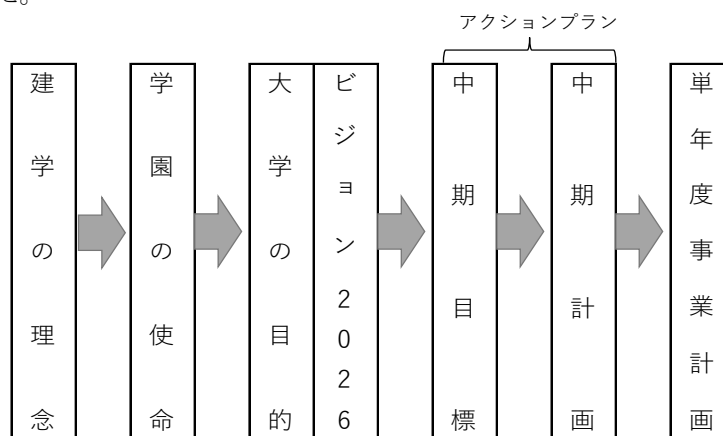 と。
アクションプラン
建学の理念
学園の使命
大学の目的
ビジョン2026
中期目標
中期計画
単年度事業計画